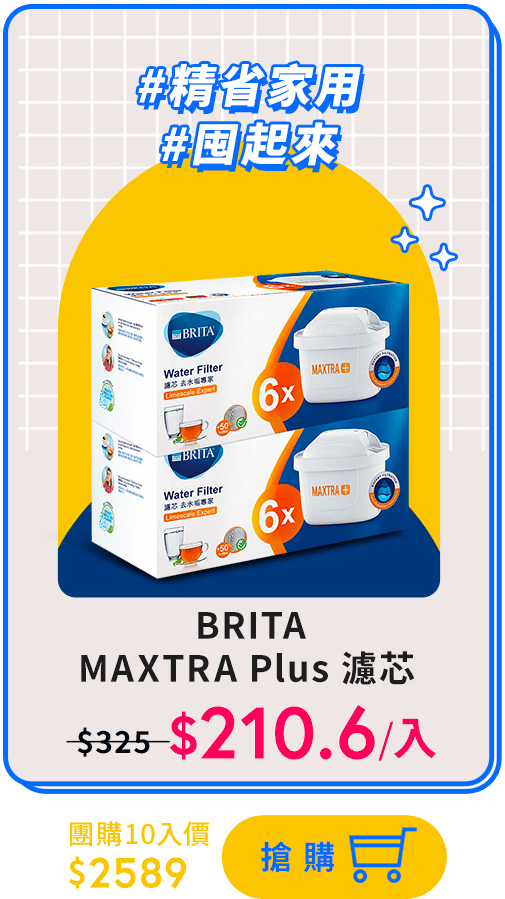 #精省家用
#囤起來
BRITA
Water Filter
濾芯 去水垢專家
Limescale Expert
6x
MAXTRA+
+50
BRITA
Water Filter
濾芯 去水垢專家
Limescale Expert
6x
MAXTRA+
+50
BRITA
MAXTRA Plus 濾芯
$325 $210.6/入
團購10入價
$2589
搶購